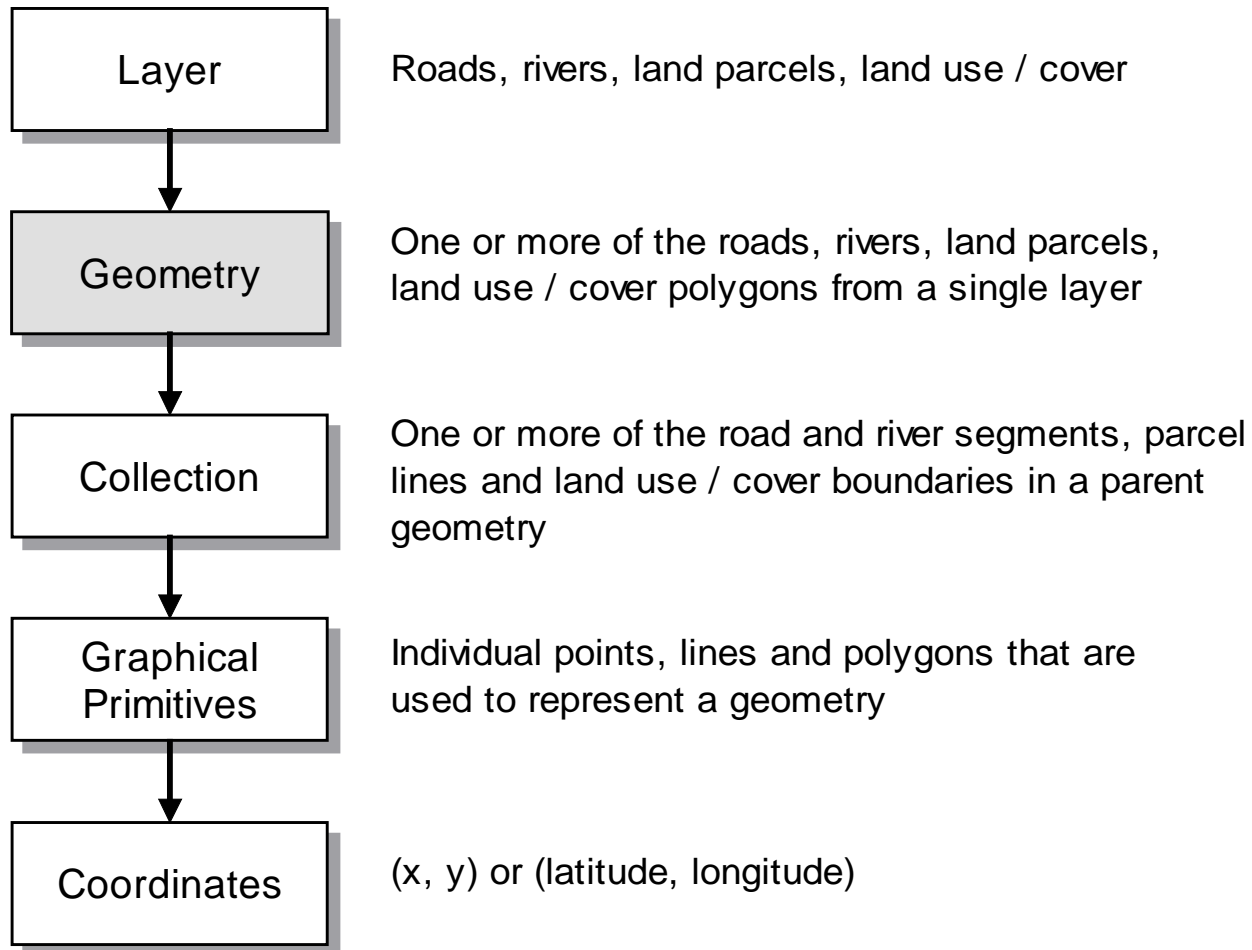 Layer
Roads, rivers, land parcels, land use / cover
Geometry
One or more of the roads, rivers, land parcels,
land use / cover polygons from a single layer
Collection
One or more of the road and river segments, parcel
lines and land use / cover boundaries in a parent
geometry
Graphical
Primitives
Individual points, lines and polygons that are
used to represent a geometry
Coordinates
(x, y) or (latitude, longitude)